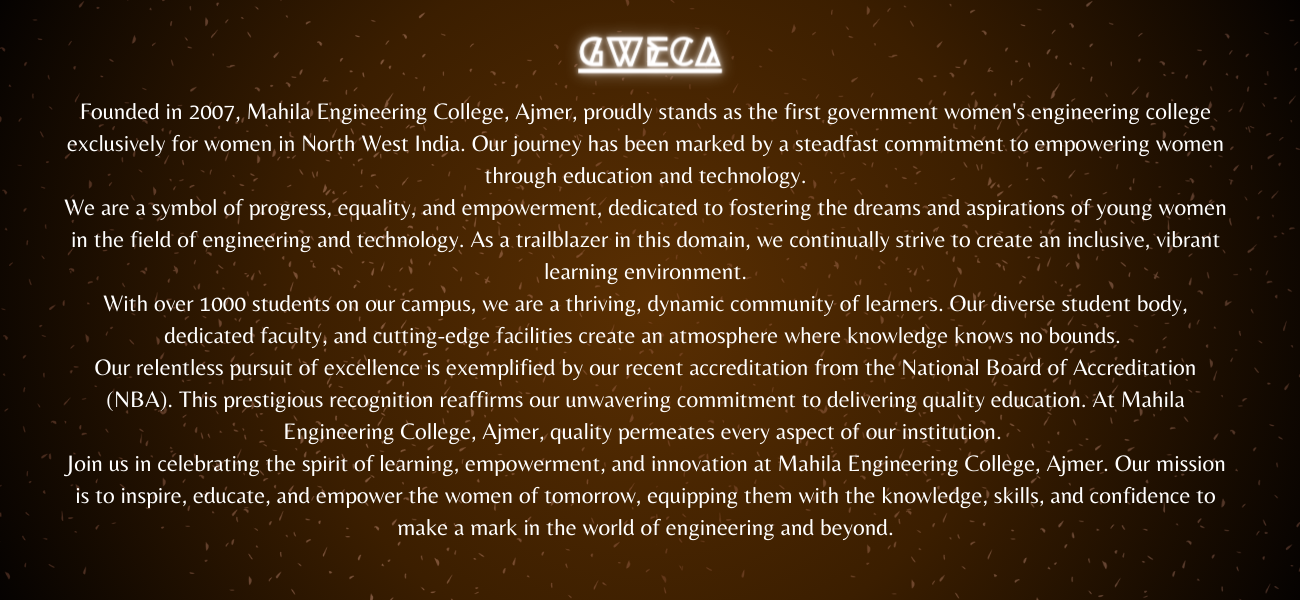 GWECA
Founded in 2007, Mahila Engineering College, Ajmer, proudly stands as the first government women's engineering college
exclusively for women in North West India. Our journey has been marked by a steadfast commitment to empowering women
through education and technology.
We are a symbol of progress, equality, and empowerment, dedicated to fostering the dreams and aspirations of young women
in the field of engineering and technology. As a trailblazer in this domain, we continually strive to create an inclusive, vibrant
learning environment.
With over 1000 students on our campus, we are a thriving, dynamic community of learners. Our diverse student body,
dedicated faculty, and cutting-edge facilities create an atmosphere where knowledge knows no bounds.
Our relentless pursuit of excellence is exemplified by our recent accreditation from the National Board of Accreditation
(NBA). This prestigious recognition reaffirms our unwavering commitment to delivering quality education. At Mahila
Engineering College, Ajmer, quality permeates every aspect of our institution.
Join us in celebrating the spirit of learning, empowerment, and innovation at Mahila Engineering College, Ajmer. Our mission
is to inspire, educate, and empower the women of tomorrow, equipping them with the knowledge, skills, and confidence to
make a mark in the world of engineering and beyond.